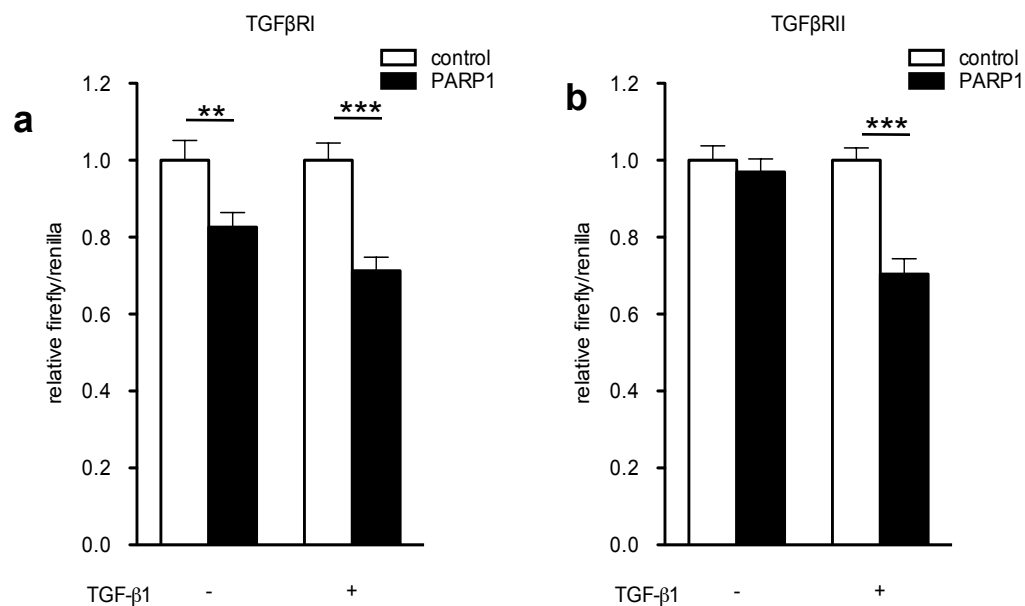 TGFβRI
control
PARP1
a
**
***
1.2
1.0
0.8
0.6
0.4
0.2
0.0
relative firefly/renilla
TGF-β1 - +
TGFβRII
control
PARP1
b
***
1.2
1.0
0.8
0.6
0.4
0.2
0.0
relative firefly/renilla
TGF-β1 - +